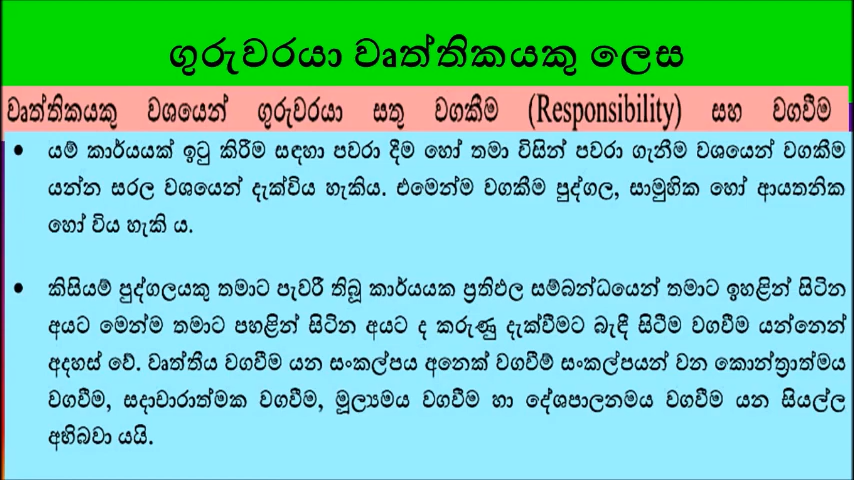 ගුරුවරයා වෘත්තිකයකු ලෙස
වෘත්තිකයකු වශයෙන් ගුරුවරයා සතු වගකීම (Responsibility) සහ වගවීම
• යම් කාර්යයක් ඉටු කිරීම සඳහා පවරා දීම හෝ තමා විසින් පවරා ගැනීම වශයෙන් වගකීම
යන්න සරල වශයෙන් දැක්විය හැකිය. එමෙන්ම වගකීම පුද්ගල, සාමුහික හෝ ආයතනික
හෝ විය හැකි ය.
• කිසියම් පුද්ගලයකු තමාට පැවරී තිබූ කාර්යයක ප්‍රතිඵල සම්බන්ධයෙන් තමාට ඉහළින් සිටින
අයට මෙන්ම තමාට පහළින් සිටින අයට ද කරුණු දැක්වීමට බැඳී සිටීම වගවීම යන්නෙන්
අදහස් වේ. වෘත්තීය වගවීම යන සංකල්පය අනෙක් වගවීම් සංකල්පයන් වන කොන්ත්‍රාත්මය
වගවීම, සදාචාරාත්මක වගවීම, මූල්‍යමය වගවීම හා දේශපාලනමය වගවීම යන සියල්ල
අභිබවා යයි.